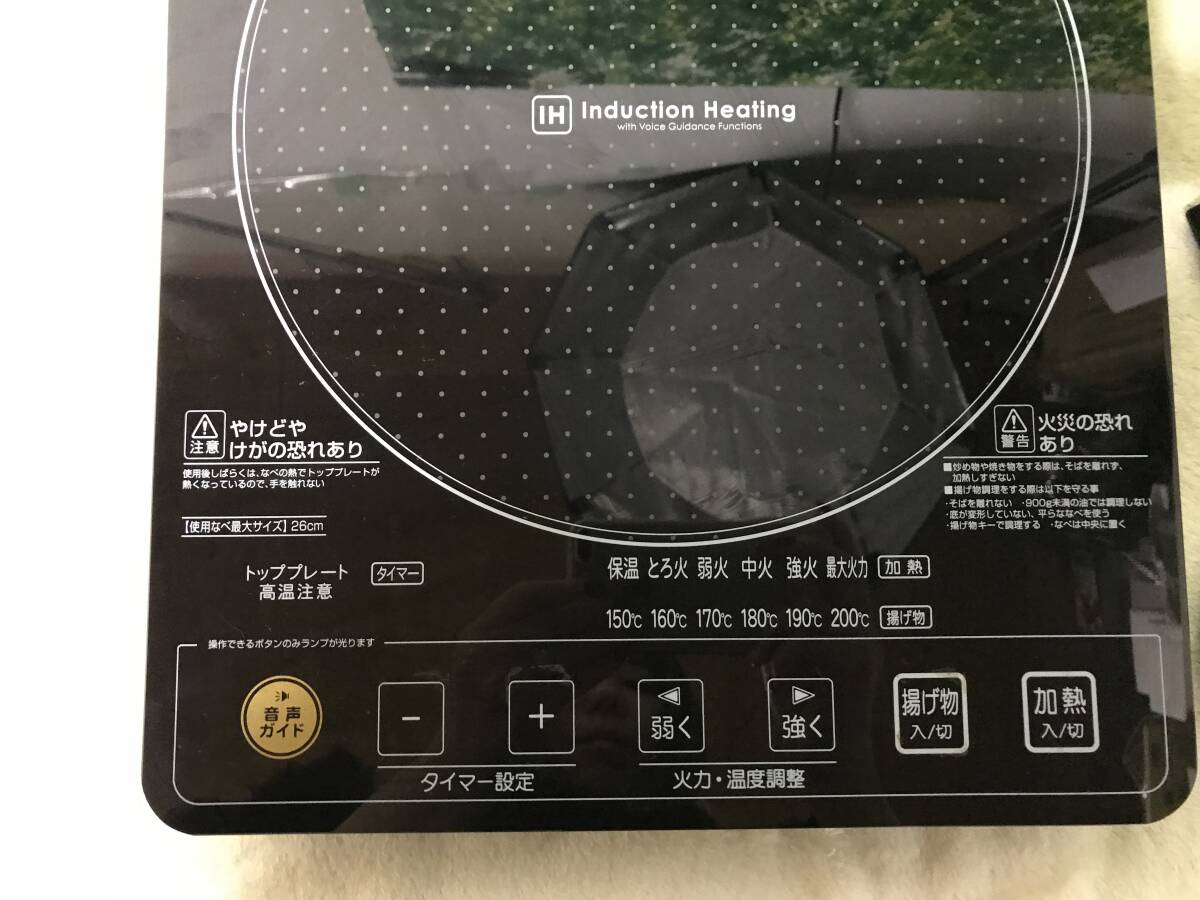 IH Induction Heating
with Voice Guidance Functions
注意 やけどや
けがの恐れあり
使用後しばらくは、なべの熱でトッププレートが
熱くなっているので、手を触れない
【使用なべ最大サイズ】26cm
警告 火災の恐れ
あり
■炒め物や焼き物をする際は、そばを離れず、
加熱しすぎない
■揚げ物調理をする際は以下を守る事
・そばを離れない ・900g未満の油では調理しない
・底が変形していない、平らななべを使う
・揚げ物キーで調理する ・なべは中央に置く
トッププレート
高温注意
タイマー
保温 とろ火 弱火 中火 強火 最大火力 加熱
150℃ 160℃ 170℃ 180℃ 190℃ 200℃ 揚げ物
操作できるボタンのみランプが光ります
音声
ガイド
－
＋
タイマー設定
◀
弱く
▶
強く
火力・温度調整
揚げ物
入/切
加熱
入/切